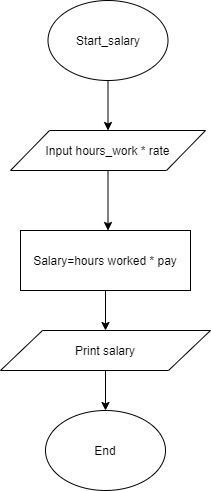 Start_salary
Input hours_work * rate
Salary=hours worked * pay
Print salary
End